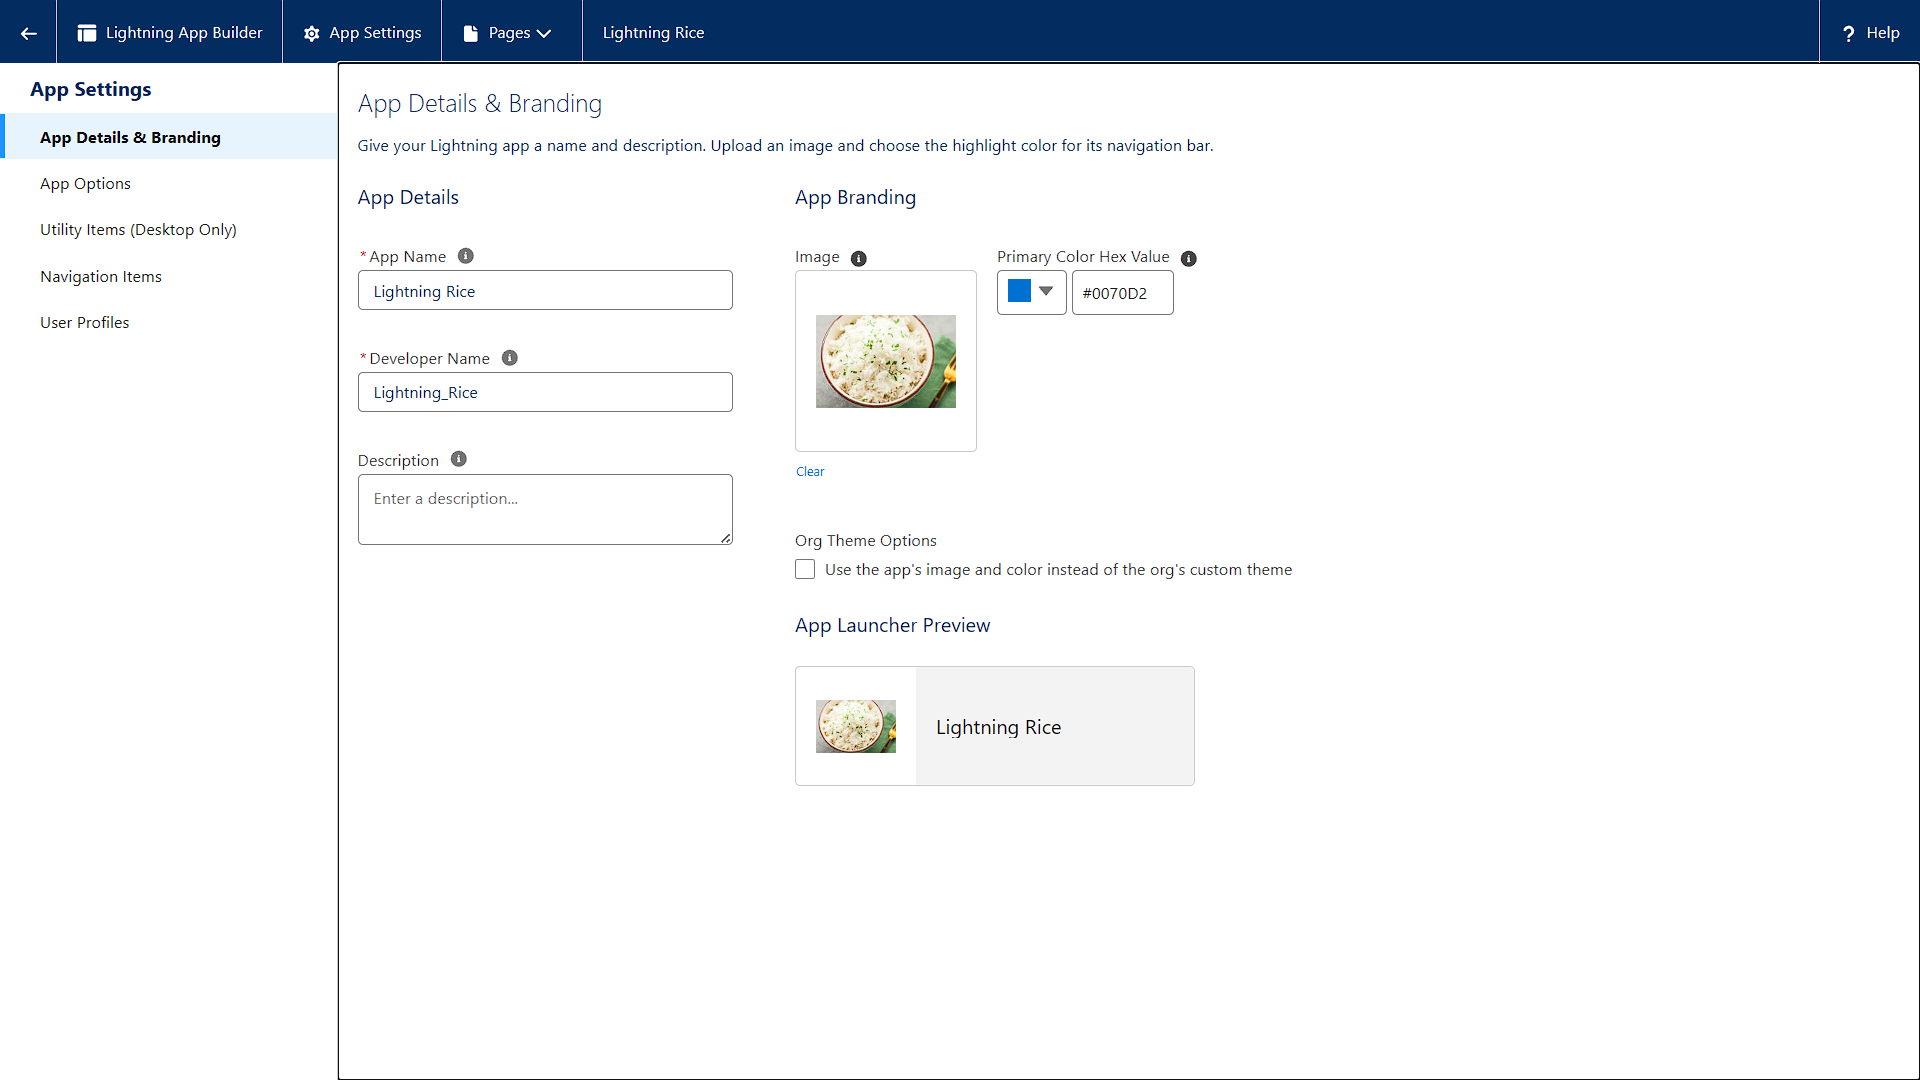 Lightning App Builder
App Settings
Pages
Lightning Rice
? Help
App Settings
App Details & Branding
App Options
Utility Items (Desktop Only)
Navigation Items
User Profiles
App Details & Branding
Give your Lightning app a name and description. Upload an image and choose the highlight color for its navigation bar.
App Details
*App Name
Lightning Rice
*Developer Name
Lightning_Rice
Description
Enter a description...
App Branding
Image
Primary Color Hex Value
#0070D2
Clear
Org Theme Options
Use the app's image and color instead of the org's custom theme
App Launcher Preview
Lightning Rice